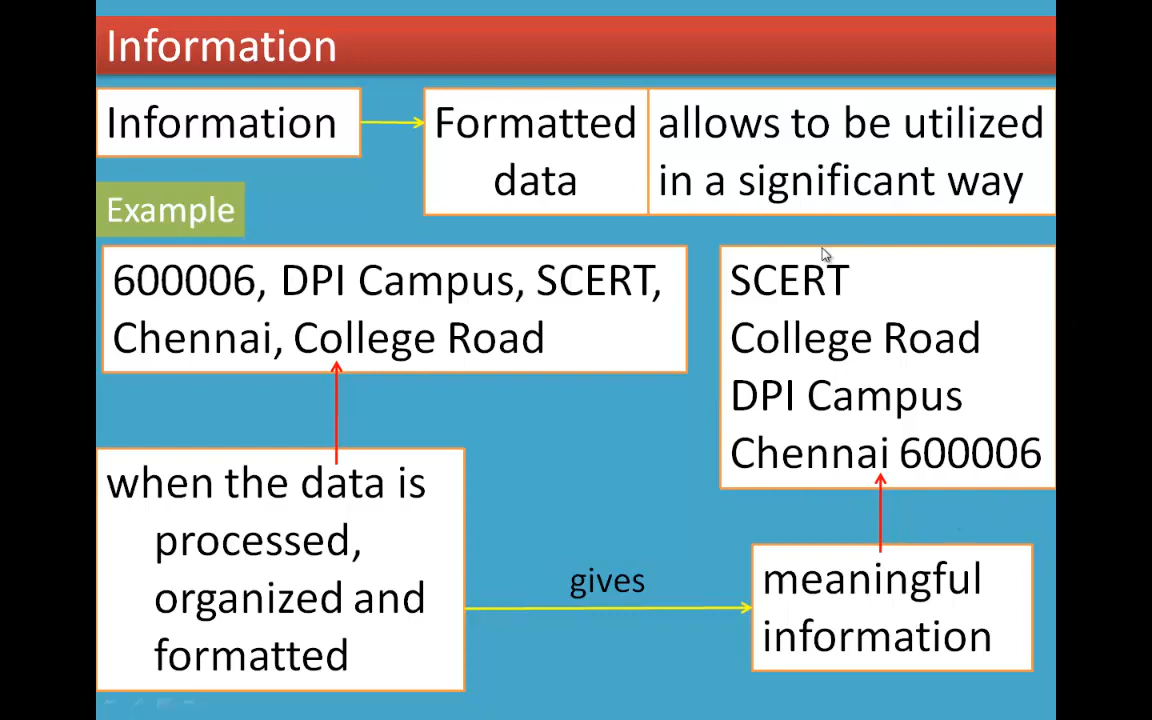 Information
Information
Formatted
data
allows to be utilized
in a significant way
Example
600006, DPI Campus, SCERT,
Chennai, College Road
SCERT
College Road
DPI Campus
Chennai 600006
when the data is
processed,
organized and
formatted
gives
meaningful
information